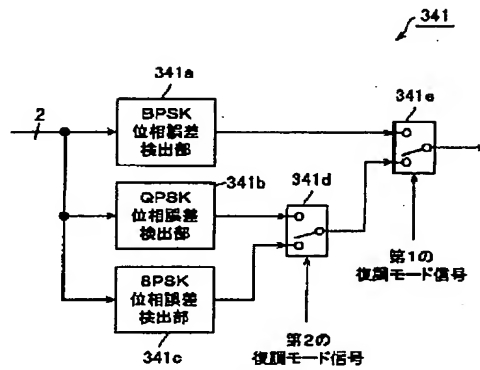 341
341a
2
BPSK
位相誤差
検出部
341e
341b
QPSK
位相誤差
検出部
341d
8PSK
位相誤差
検出部
341c
第1の
復調モード信号
第2の
復調モード信号